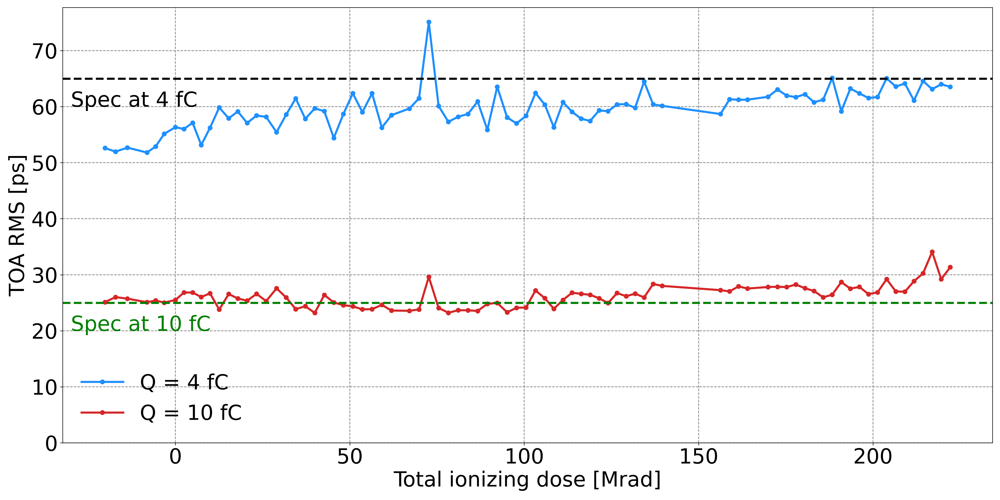 TOA RMS [ps]
70
60
50
40
30
20
10
0
Spec at 4 fC
Spec at 10 fC
Q = 4 fC
Q = 10 fC
0 50 100 150 200
Total ionizing dose [Mrad]